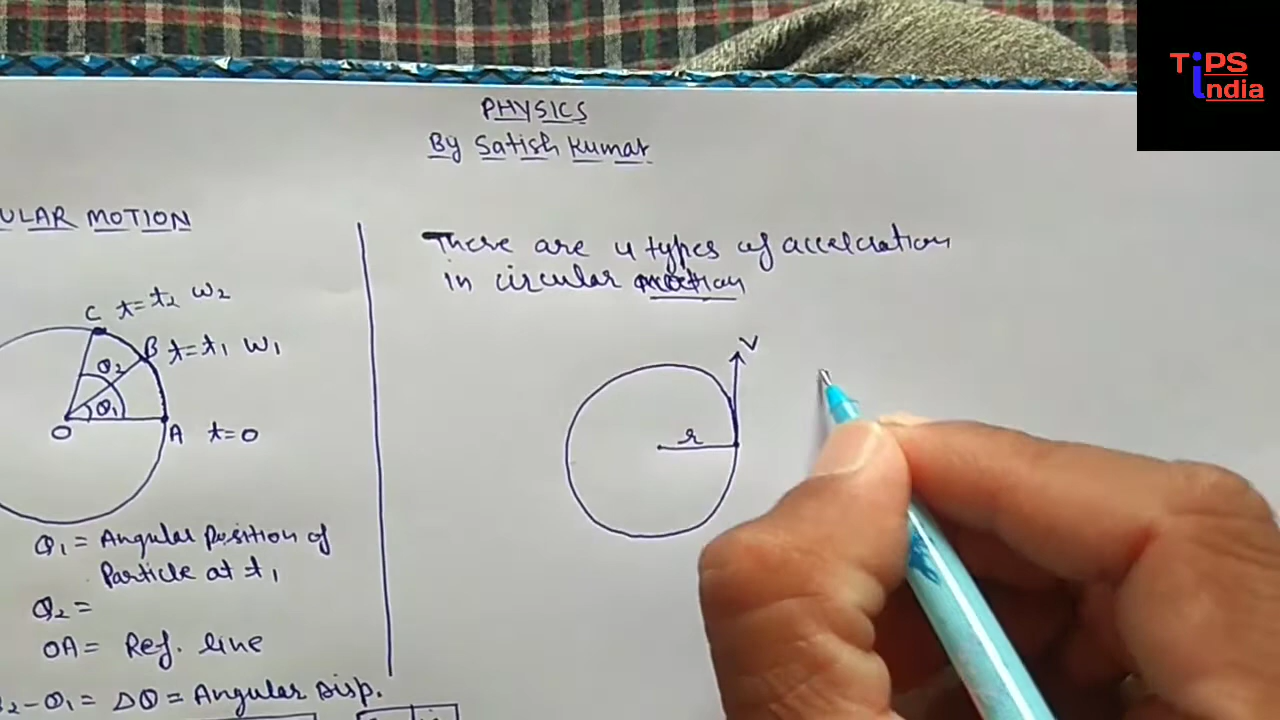 TiPS
india
PHYSICS
By Satish Kumar
ULAR MOTION
C t=t2 ω2
B t=t1 ω1
θ2
θ1
O
A t=0
θ1 = Angular Position of
Particle at t1
θ2 =
OA = Ref. line
2-θ1 = Δθ = Angular Disp.
There are 4 types of acceleration
in circular motion
V
r